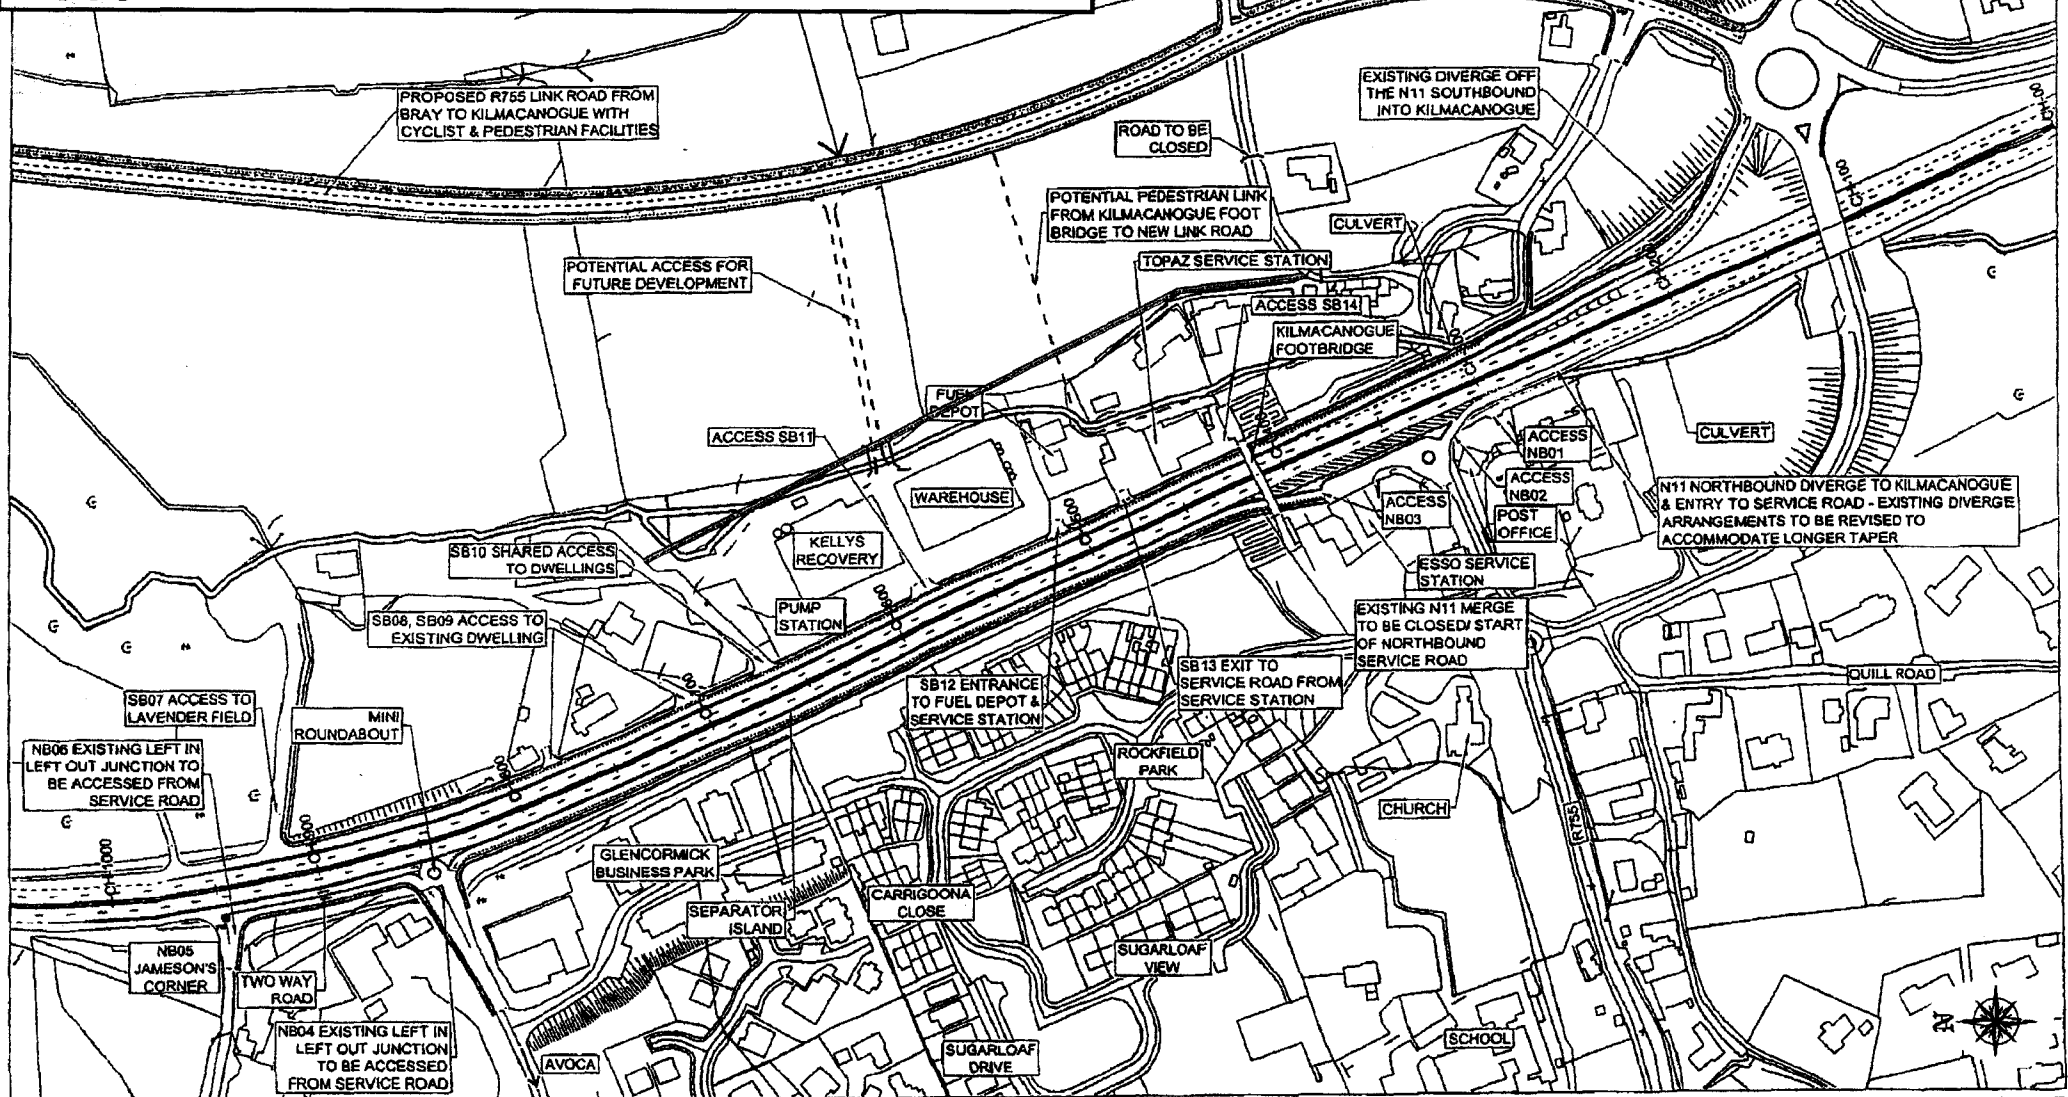 PROPOSED R755 LINK ROAD FROM
BRAY TO KILMACANOGUE WITH
CYCLIST & PEDESTRIAN FACILITIES
EXISTING DIVERGE OFF
THE N11 SOUTHBOUND
INTO KILMACANOGUE
ROAD TO BE
CLOSED
POTENTIAL PEDESTRIAN LINK
FROM KILMACANOGUE FOOT
BRIDGE TO NEW LINK ROAD
CULVERT
POTENTIAL ACCESS FOR
FUTURE DEVELOPMENT
TOPAZ SERVICE STATION
ACCESS SB14
KILMACANOGUE
FOOTBRIDGE
FUEL
DEPOT
ACCESS SB11
WAREHOUSE
KELLYS
RECOVERY
ACCESS
NB01
CULVERT
ACCESS
NB02
ACCESS
NB03
POST
OFFICE
N11 NORTHBOUND DIVERGE TO KILMACANOGUE
& ENTRY TO SERVICE ROAD - EXISTING DIVERGE
ARRANGEMENTS TO BE REVISED TO
ACCOMMODATE LONGER TAPER
SB10 SHARED ACCESS
TO DWELLINGS
ESSO SERVICE
STATION
PUMP
STATION
SB08, SB09 ACCESS TO
EXISTING DWELLING
EXISTING N11 MERGE
TO BE CLOSED/ START
OF NORTHBOUND
SERVICE ROAD
SB13 EXIT TO
SERVICE ROAD FROM
SERVICE STATION
SB12 ENTRANCE
TO FUEL DEPOT &
SERVICE STATION
QUILL ROAD
SB07 ACCESS TO
LAVENDER FIELD
MINI
ROUNDABOUT
NB06 EXISTING LEFT IN
LEFT OUT JUNCTION TO
BE ACCESSED FROM
SERVICE ROAD
ROCKFIELD
PARK
CHURCH
R755
1000
GLENCORMICK
BUSINESS PARK
SEPARATOR
ISLAND
CARRIGOONA
CLOSE
SUGARLOAF
VIEW
NB05
JAMESON'S
CORNER
TWO WAY
ROAD
NB04 EXISTING LEFT IN
LEFT OUT JUNCTION
TO BE ACCESSED
FROM SERVICE ROAD
AVOCA
SUGARLOAF
DRIVE
SCHOOL
N